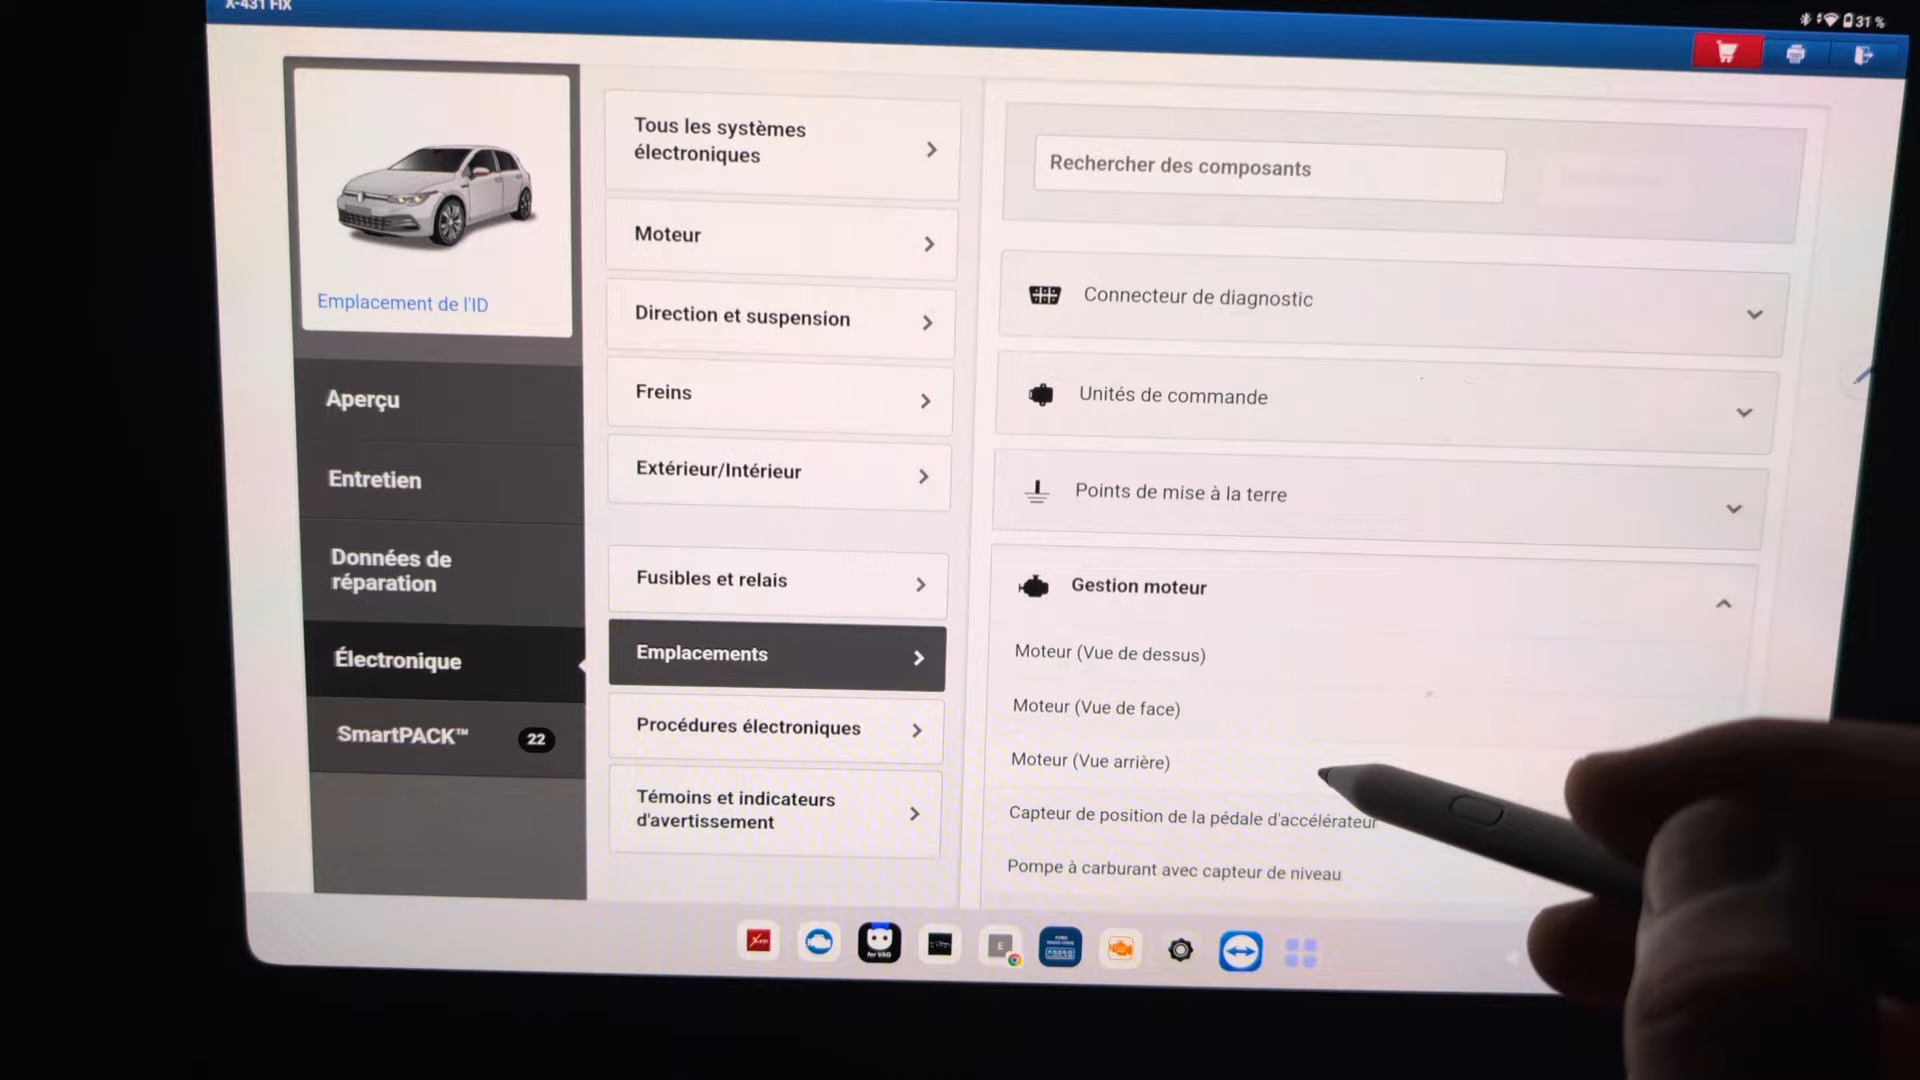 X-431 FIX
31 %
Emplacement de l'ID
Aperçu
Entretien
Données de
réparation
Électronique
SmartPACK™
22
Tous les systèmes
électroniques
Moteur
Direction et suspension
Freins
Extérieur/Intérieur
Fusibles et relais
Emplacements
Procédures électroniques
Témoins et indicateurs
d'avertissement
Rechercher des composants
Connecteur de diagnostic
Unités de commande
Points de mise à la terre
Gestion moteur
Moteur (Vue de dessus)
Moteur (Vue de face)
Moteur (Vue arrière)
Capteur de position de la pédale d'accélérateur
Pompe à carburant avec capteur de niveau
for VAG
E